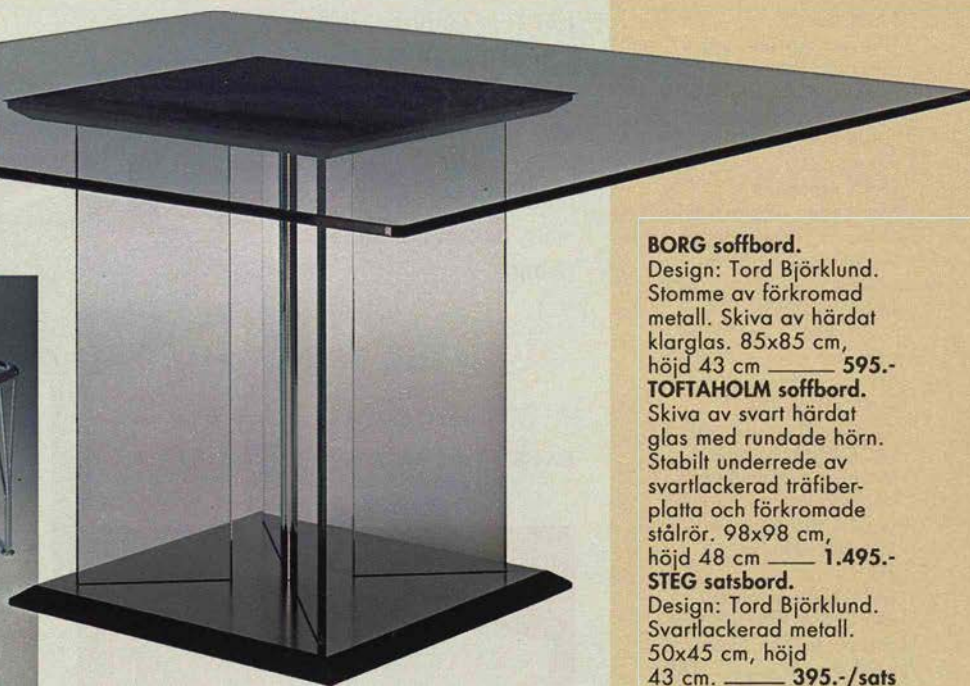 BORG soffbord.
Design: Tord Björklund.
Stomme av förkromad
metall. Skiva av härdat
klarglas. 85x85 cm,
höjd 43 cm ______ 595.-
TOFTAHOLM soffbord.
Skiva av svart härdat
glas med rundade hörn.
Stabilt underrede av
svartlackerad träfiber-
platta och förkromade
stålrör. 98x98 cm,
höjd 48 cm ____ 1.495.-
STEG satsbord.
Design: Tord Björklund.
Svartlackerad metall.
50x45 cm, höjd
43 cm. _____ 395.-/sats